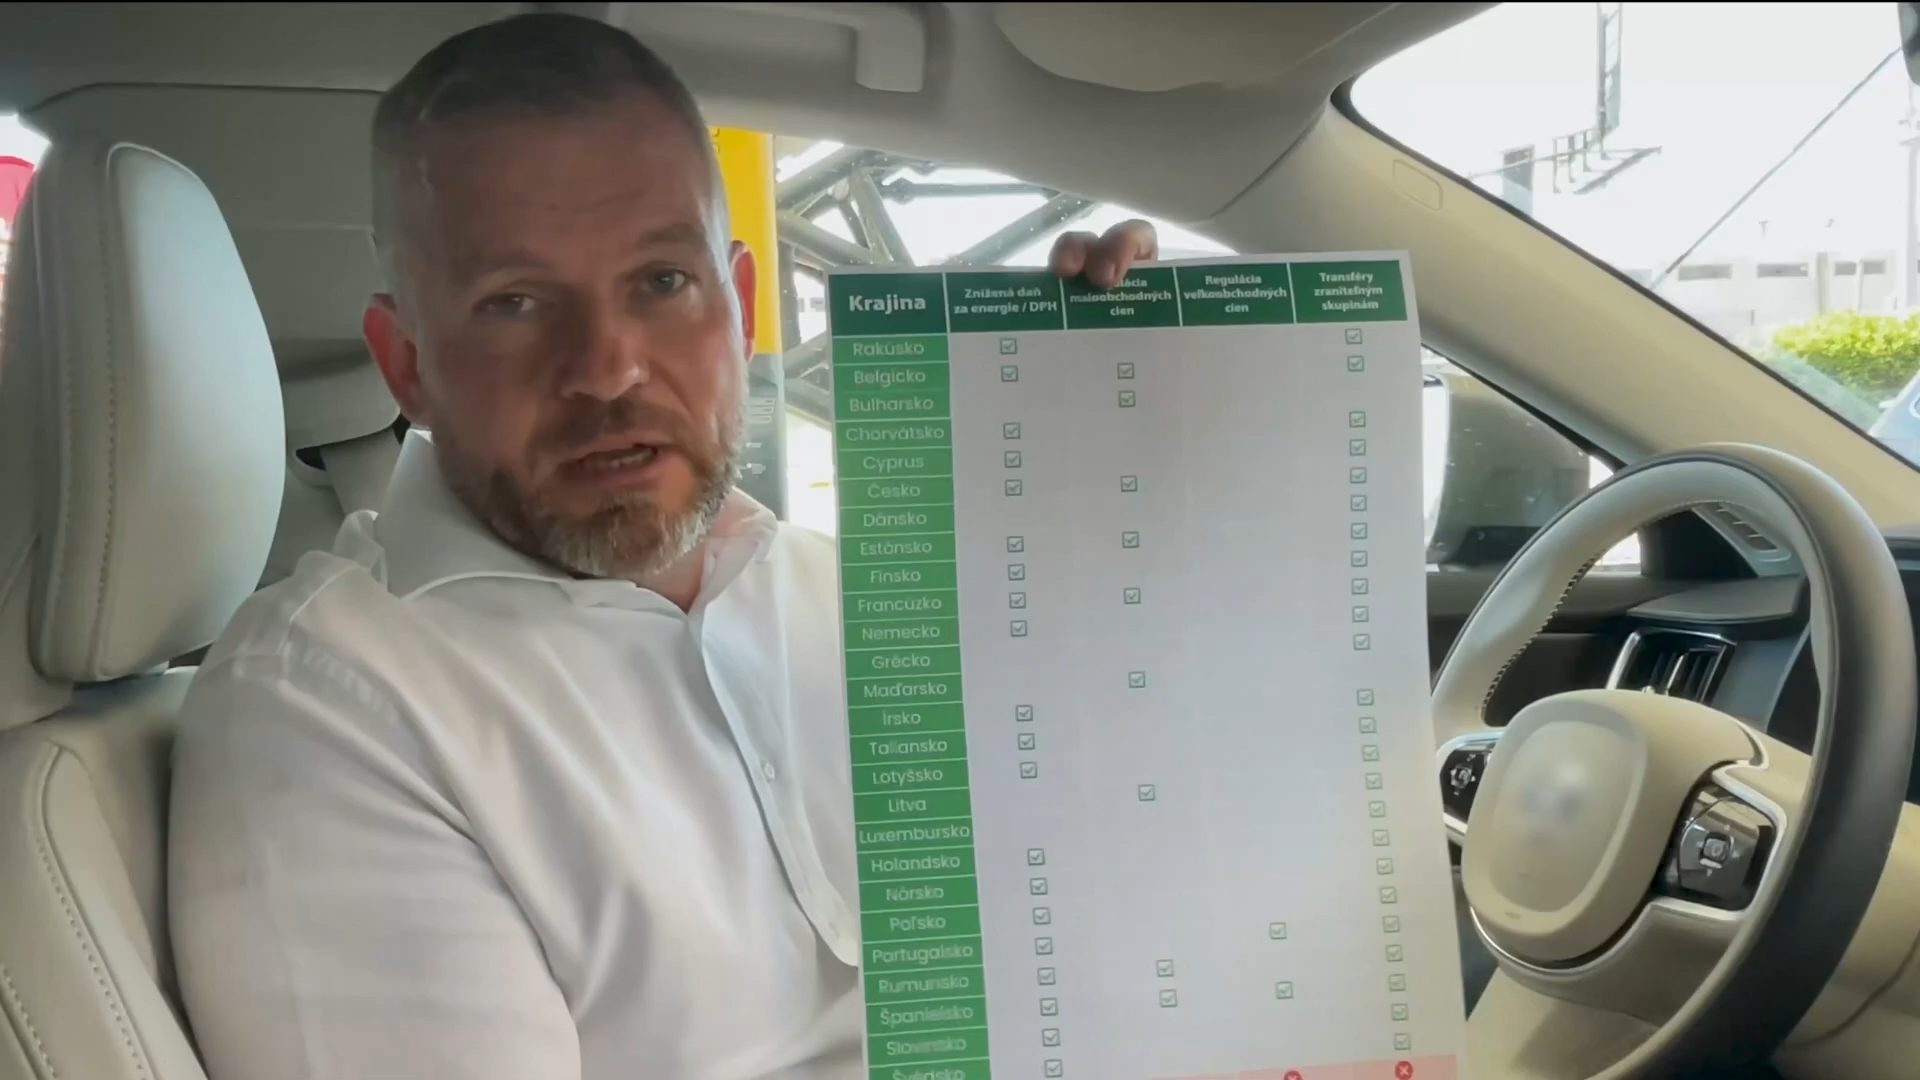 Krajina
Znížená daň
za energie / DPH
maloobchodných
cien
Regulácia
veľkoobchodných
cien
Transféry
zraniteľným
skupinám
Rakúsko
Belgicko
Bulharsko
Chorvátsko
Cyprus
Česko
Dánsko
Estónsko
Fínsko
Francúzko
Nemecko
Grécko
Maďarsko
Írsko
Taliansko
Lotyšsko
Litva
Luxembursko
Holandsko
Nórsko
Poľsko
Portugalsko
Rumunsko
Španielsko
Slovinsko
Švédsko